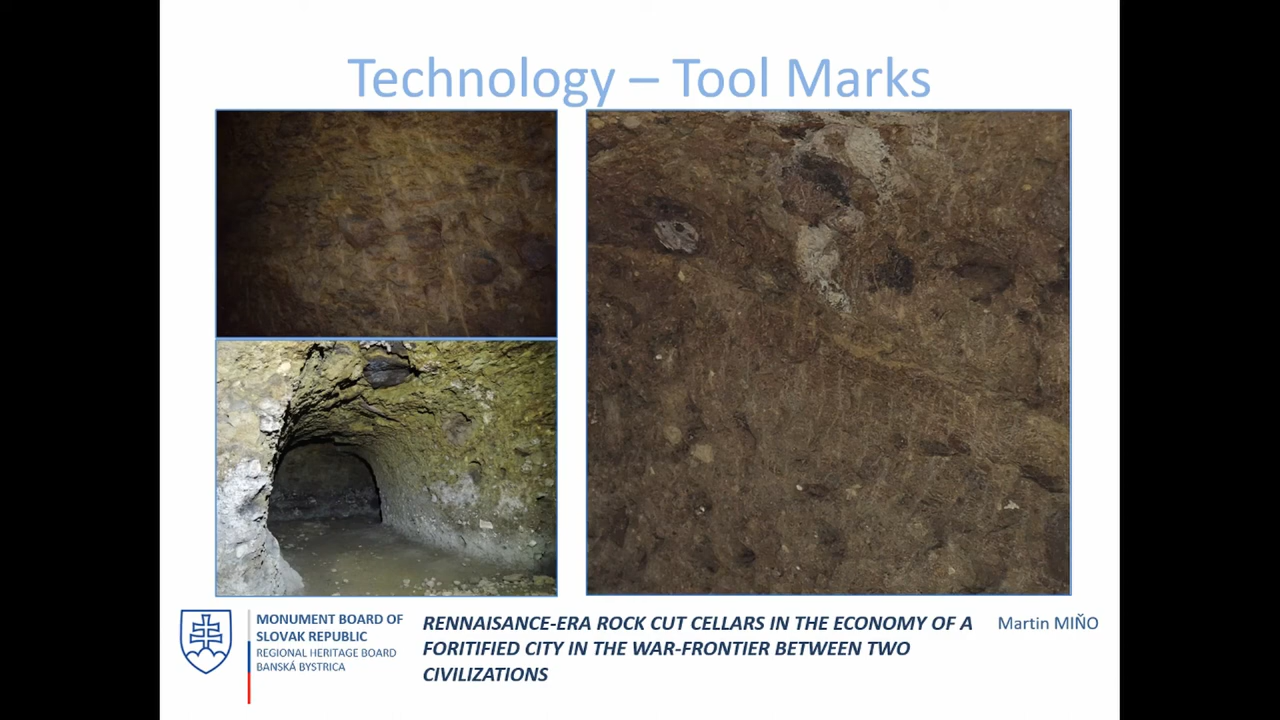 Technology – Tool Marks
MONUMENT BOARD OF
SLOVAK REPUBLIC
REGIONAL HERITAGE BOARD
BANSKÁ BYSTRICA
RENNAISANCE-ERA ROCK CUT CELLARS IN THE ECONOMY OF A
FORITIFIED CITY IN THE WAR-FRONTIER BETWEEN TWO
CIVILIZATIONS
Martin MIŇO